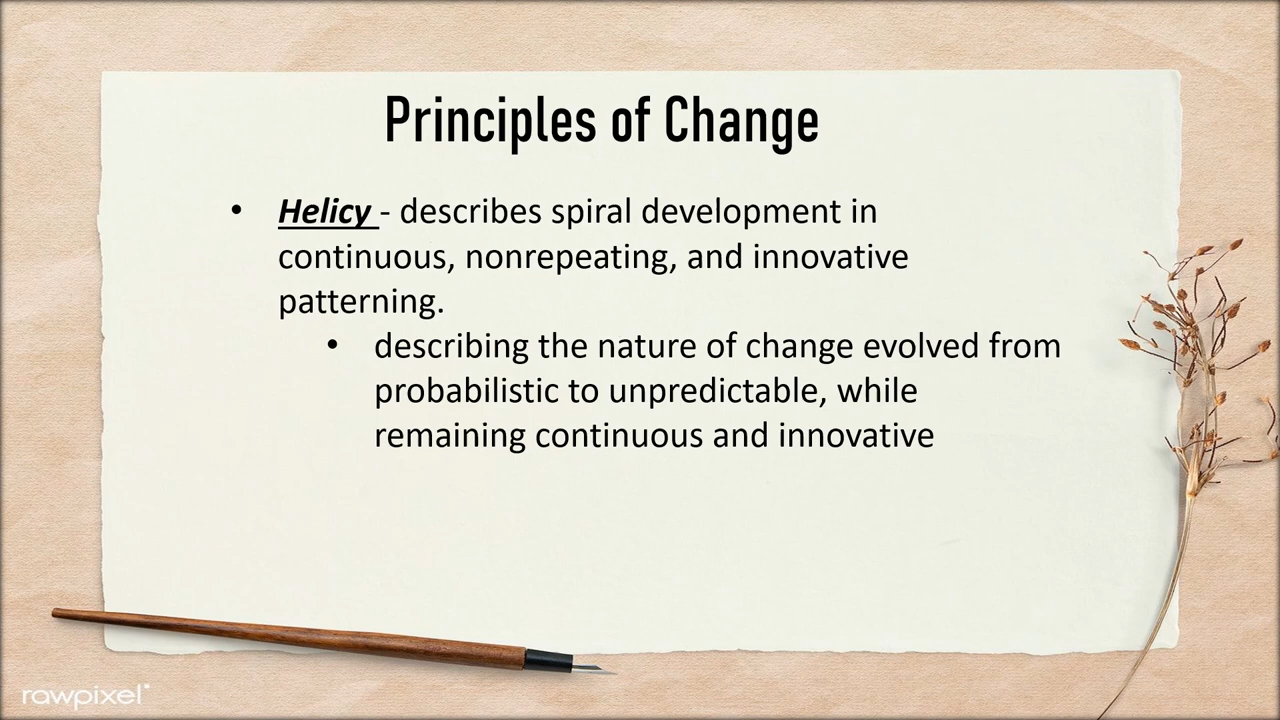 Principles of Change
• Helicy - describes spiral development in
continuous, nonrepeating, and innovative
patterning.
• describing the nature of change evolved from
probabilistic to unpredictable, while
remaining continuous and innovative
rawpixel